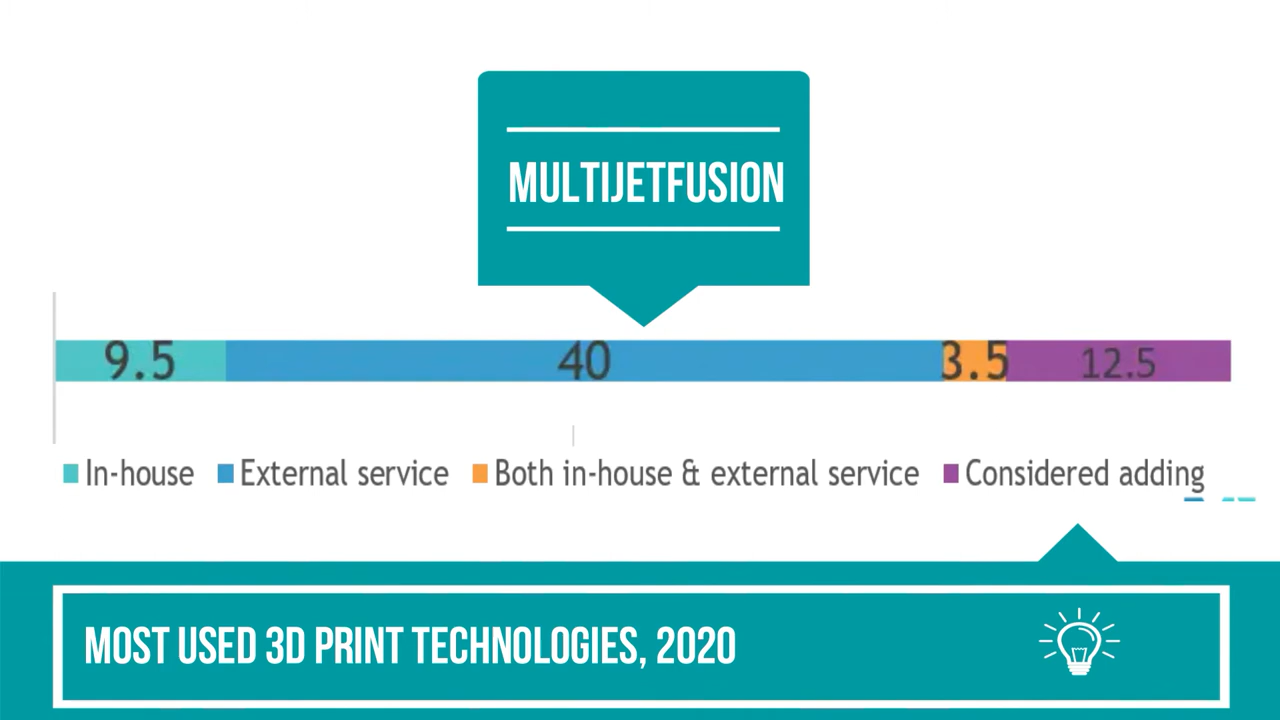 MULTIJETFUSION
9.5 40 3.5 12.5
In-house External service Both in-house & external service Considered adding
MOST USED 3D PRINT TECHNOLOGIES, 2020